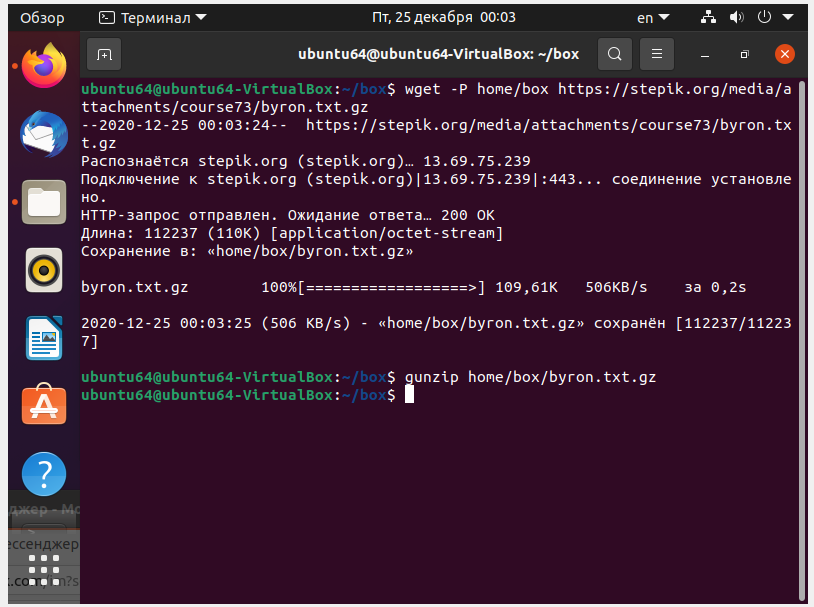 Обзор Терминал Пт, 25 декабря 00:03 en
ubuntu64@ubuntu64-VirtualBox: ~/box
ubuntu64@ubuntu64-VirtualBox:~/box$ wget -P home/box https://stepik.org/media/a
ttachments/course73/byron.txt.gz
--2020-12-25 00:03:24--  https://stepik.org/media/attachments/course73/byron.tx
t.gz
Распознаётся stepik.org (stepik.org)… 13.69.75.239
Подключение к stepik.org (stepik.org)|13.69.75.239|:443... соединение установле
но.
HTTP-запрос отправлен. Ожидание ответа… 200 OK
Длина: 112237 (110K) [application/octet-stream]
Сохранение в: «home/box/byron.txt.gz»
byron.txt.gz        100%[==================>] 109,61K   506KB/s    за 0,2s
2020-12-25 00:03:25 (506 KB/s) - «home/box/byron.txt.gz» сохранён [112237/11223
7]
ubuntu64@ubuntu64-VirtualBox:~/box$ gunzip home/box/byron.txt.gz
ubuntu64@ubuntu64-VirtualBox:~/box$
джер - Мо
ессенджер